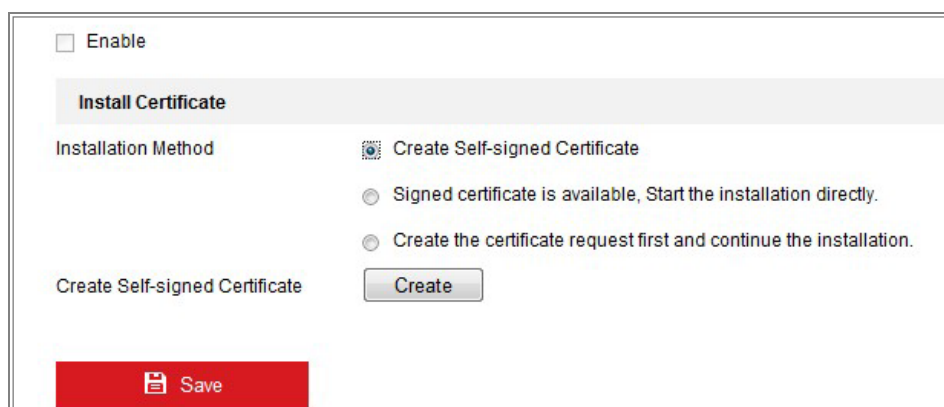 Enable
Install Certificate
Installation Method
Create Self-signed Certificate
Signed certificate is available, Start the installation directly.
Create the certificate request first and continue the installation.
Create Self-signed Certificate
Create
Save